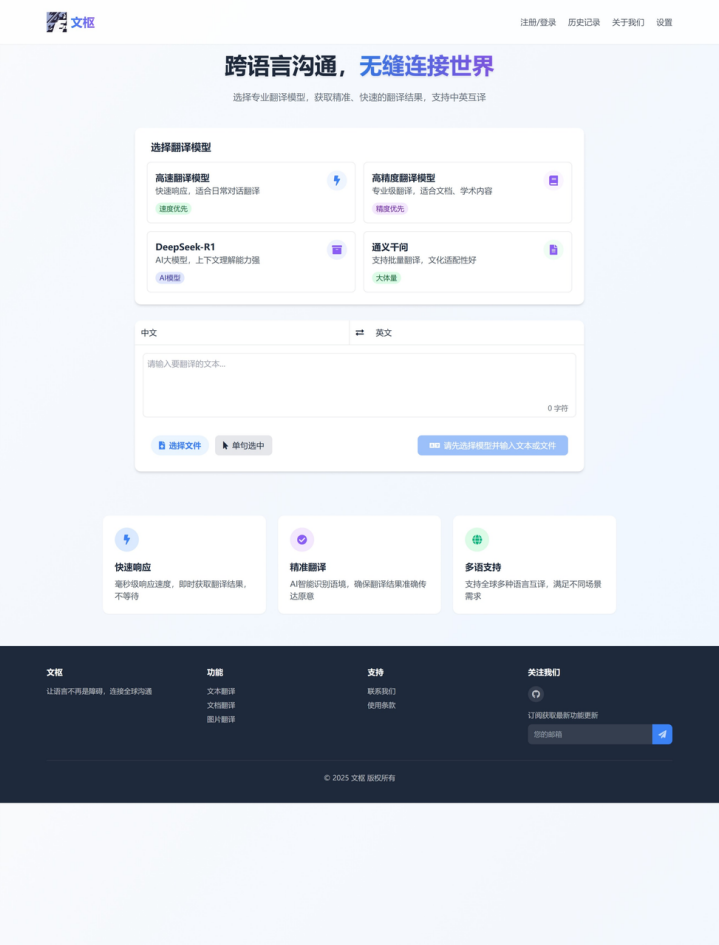 文枢
注册/登录
历史记录
关于我们
设置
跨语言沟通，无缝连接世界
选择专业翻译模型，获取精准、快速的翻译结果，支持中英互译
选择翻译模型
高速翻译模型
快速响应，适合日常对话翻译
速度优先
高精度翻译模型
专业级翻译，适合文档、学术内容
精度优先
DeepSeek-R1
AI大模型，上下文理解能力强
AI模型
通义千问
支持批量翻译，文化适配性好
大体量
中文
英文
请输入要翻译的文本...
0 字符
选择文件
单句选中
请先选择模型并输入文本或文件
快速响应
毫秒级响应速度，即时获取翻译结果，
不等待
精准翻译
AI智能识别语境，确保翻译结果准确传
达原意
多语支持
支持全球多种语言互译，满足不同场景
需求
文枢
让语言不再是障碍，连接全球沟通
功能
文本翻译
文档翻译
图片翻译
支持
联系我们
使用条款
关注我们
订阅获取最新功能更新
您的邮箱
© 2025 文枢 版权所有